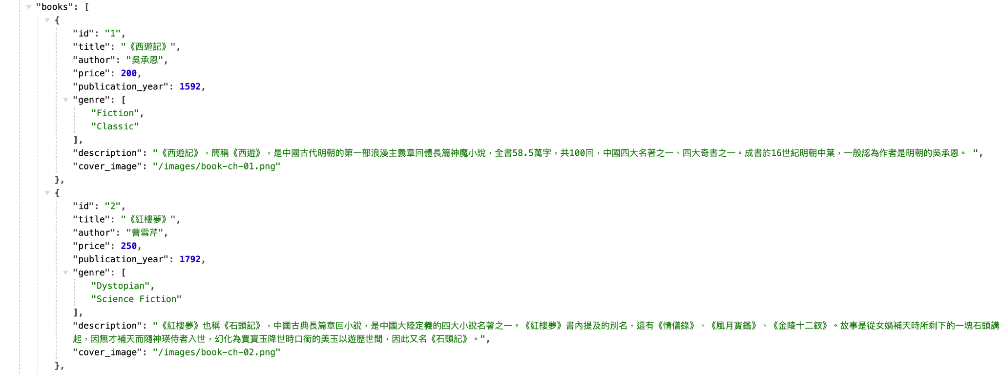 "books": [
{
"id": "1",
"title": "《西遊記》",
"author": "吳承恩",
"price": 200,
"publication_year": 1592,
"genre": [
"Fiction",
"Classic"
],
"description": "《西遊記》，簡稱《西遊》，是中國古代明朝的第一部浪漫主義章回體長篇神魔小說，全書58.5萬字，共100回，中國四大名著之一、四大奇書之一。成書於16世紀明朝中葉，一般認為作者是明朝的吳承恩。 ",
"cover_image": "/images/book-ch-01.png"
},
{
"id": "2",
"title": "《紅樓夢》",
"author": "曹雪芹",
"price": 250,
"publication_year": 1792,
"genre": [
"Dystopian",
"Science Fiction"
],
"description": "《紅樓夢》也稱《石頭記》，中國古典長篇章回小說，是中國大陸定義的四大小說名著之一。《紅樓夢》書內提及的別名，還有《情僧錄》、《風月寶鑑》、《金陵十二釵》。故事是從女媧補天時所剩下的一塊石頭講
起，因無才補天而隨神瑛侍者入世，幻化為賈寶玉降世時口銜的美玉以遊歷世間，因此又名《石頭記》。",
"cover_image": "/images/book-ch-02.png"
},